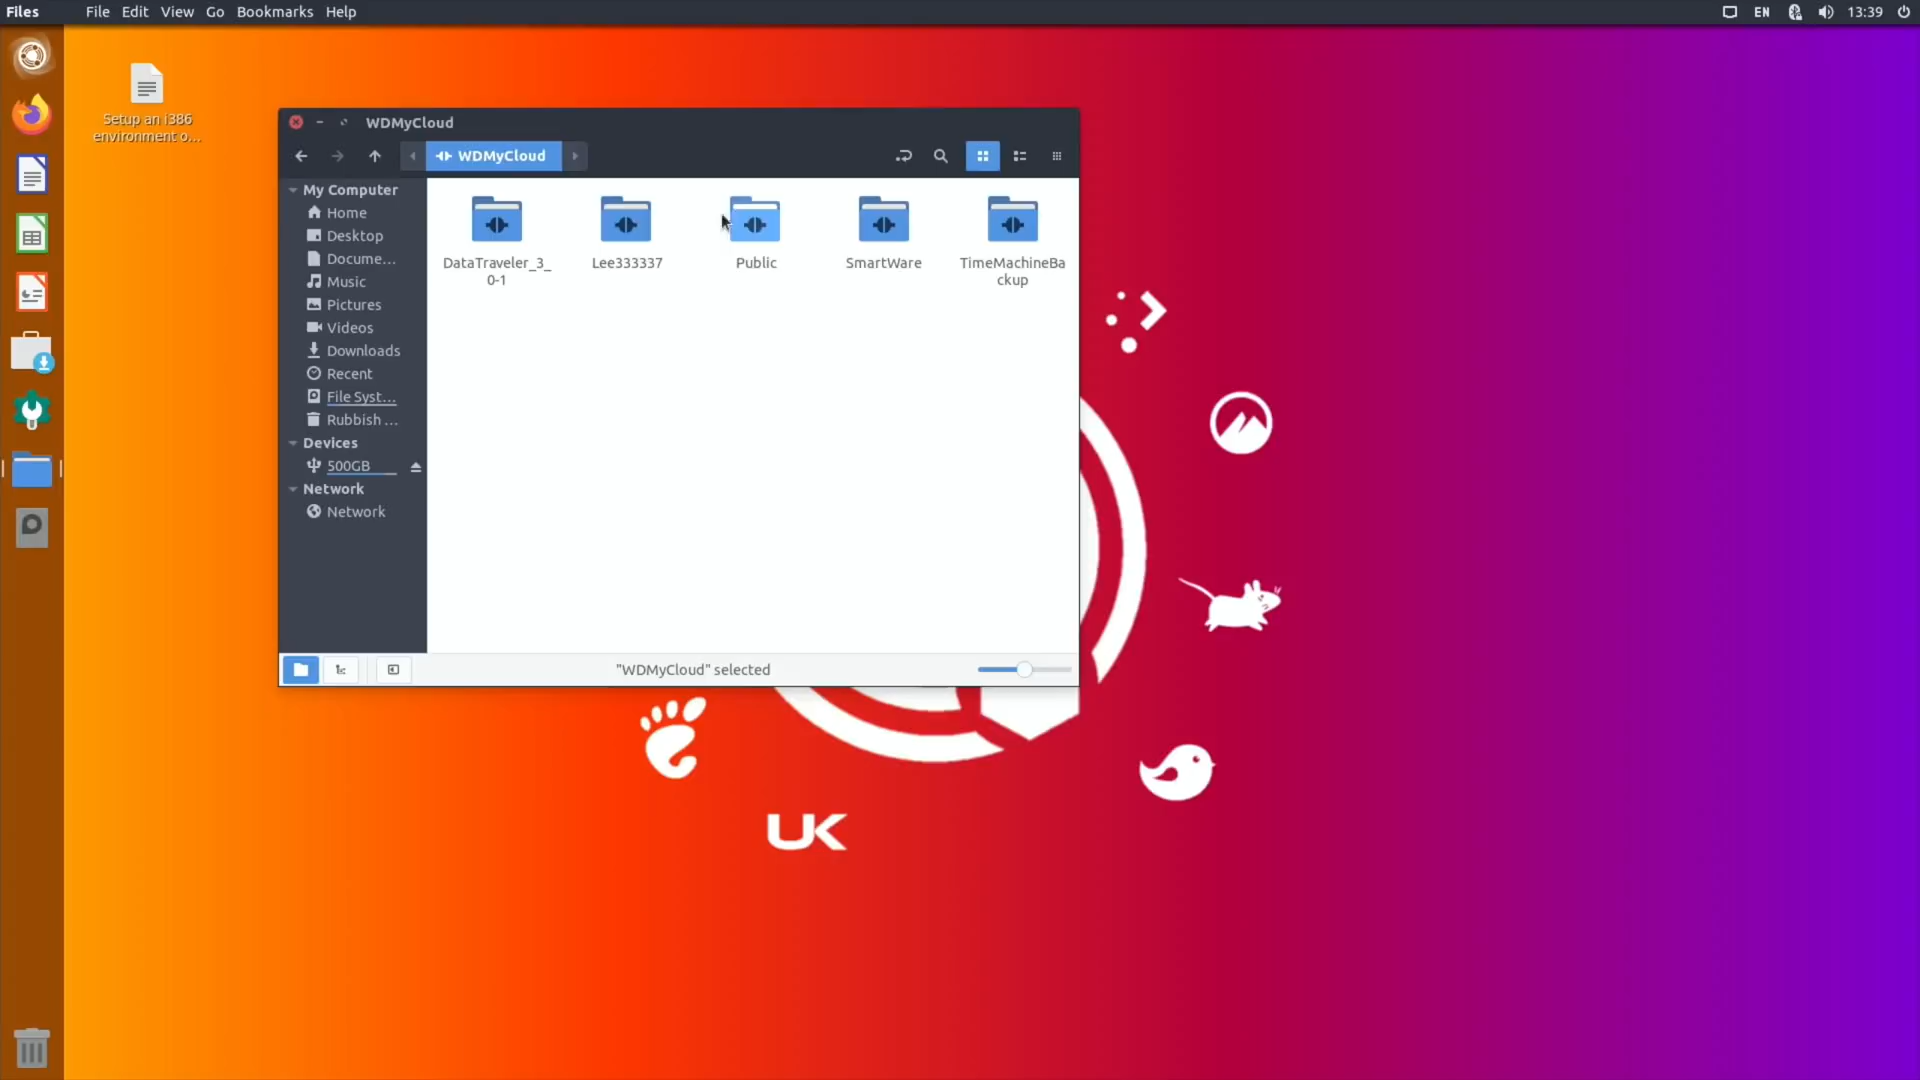 Files File Edit View Go Bookmarks Help EN 13:39
Setup an i386
environment o...
WDMyCloud
WDMyCloud
My Computer
Home
Desktop
Docume...
Music
Pictures
Videos
Downloads
Recent
File Syst...
Rubbish ...
Devices
500GB
Network
Network
DataTraveler_3_
0-1
Lee333337
Public
SmartWare
TimeMachineBa
ckup
"WDMyCloud" selected
UK